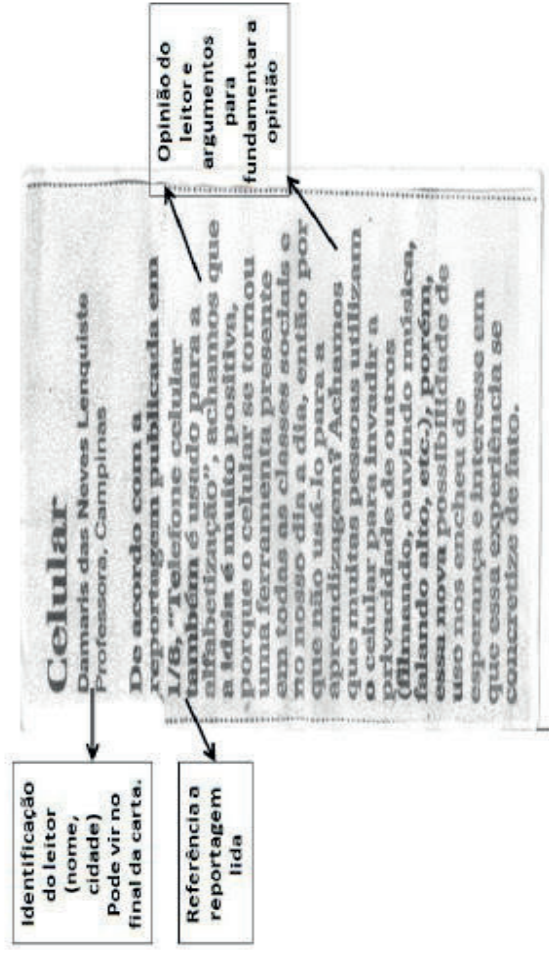 Identificação
do leitor
(nome,
cidade)
Pode vir no
final da carta.
Referência a
reportagem
lida
Celular
Damaris das Neves Lenquiste
Professora, Campinas
De acordo com a
reportagem publicada em
1/6, "Telefone celular
também é usado para a
alfabetização", achamos que
a ideia é muito positiva,
porque o celular se tornou
uma ferramenta presente
em todas as classes sociais e
no nosso dia a dia, então por
que não usá-lo para a
aprendizagem? Achamos
que muitas pessoas utilizam
o celular para invadir a
privacidade de outros
(filmando, ouvindo música,
falando alto, etc.), porém,
essa nova possibilidade de
uso nos encheu de
esperança e interesse em
que essa experiência se
concretize de fato.
Opinião do
leitor e
argumentos
para
fundamentar a
opinião